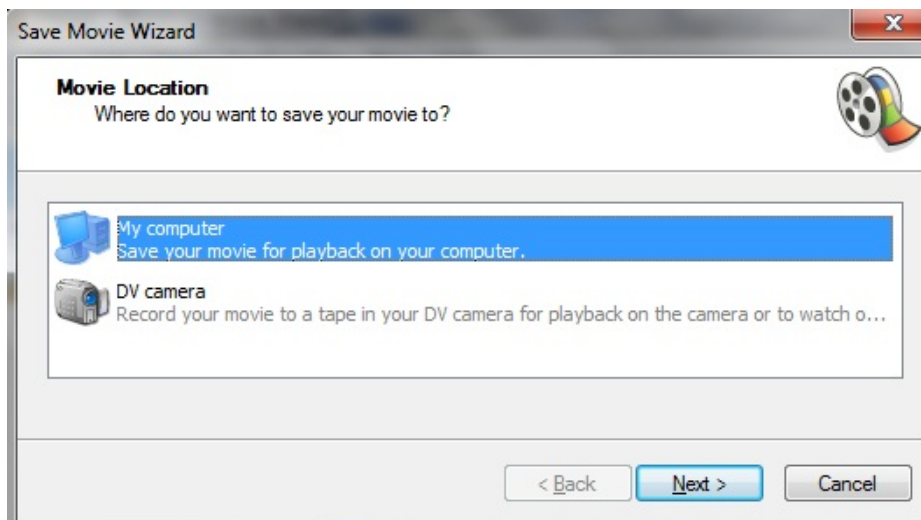 Save Movie Wizard
Movie Location
Where do you want to save your movie to?
My computer
Save your movie for playback on your computer.
DV camera
Record your movie to a tape in your DV camera for playback on the camera or to watch o...
< Back
Next >
Cancel